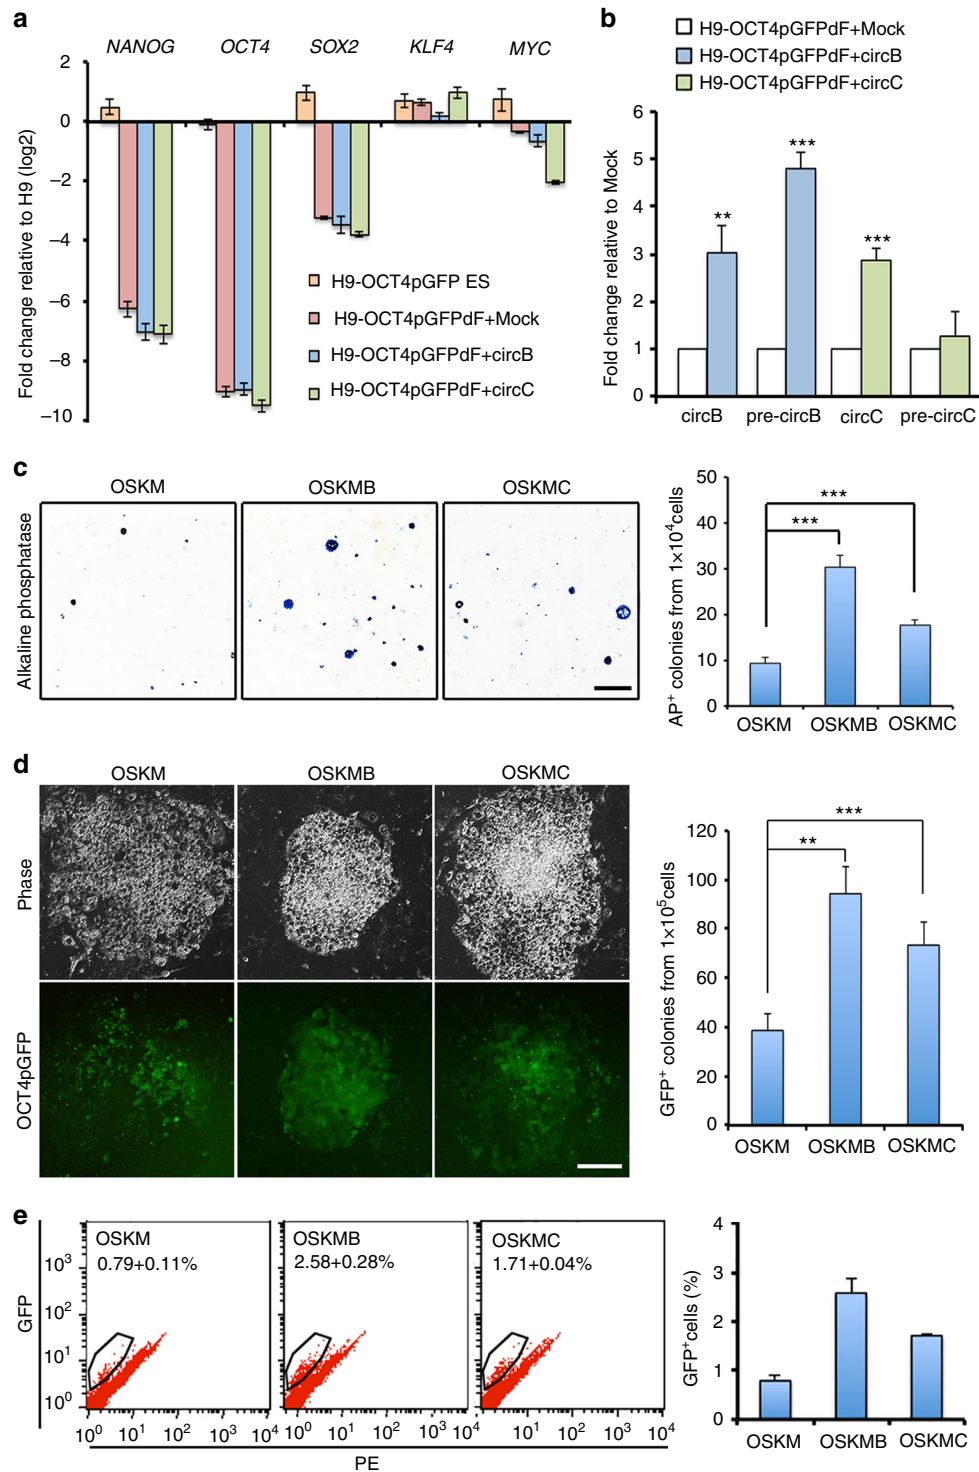 a
NANOG OCT4 SOX2 KLF4 MYC
Fold change relative to H9 (log2)
2
0
−2
−4
−6
−8
−10
H9-OCT4pGFP ES
H9-OCT4pGFPdF+Mock
H9-OCT4pGFPdF+circB
H9-OCT4pGFPdF+circC
b
H9-OCT4pGFPdF+Mock
H9-OCT4pGFPdF+circB
H9-OCT4pGFPdF+circC
Fold change relative to Mock
6
5
4
3
2
1
0
** *** ***
circB pre-circB circC pre-circC
c
OSKM OSKMB OSKMC
Alkaline phosphatase
AP⁺ colonies from 1×10⁴cells
50
40
30
20
10
0
***
***
OSKM OSKMB OSKMC
d
OSKM OSKMB OSKMC
Phase
OCT4pGFP
GFP⁺ colonies from 1×10⁵cells
120
100
80
60
40
20
0
***
**
OSKM OSKMB OSKMC
e
GFP
10³
10²
10¹
10⁰
OSKM
0.79+0.11%
OSKMB
2.58+0.28%
OSKMC
1.71+0.04%
10⁰ 10¹ 10² 10³ 10⁴ 10¹ 10² 10³ 10⁴ 10¹ 10² 10³ 10⁴
PE
GFP⁺cells (%)
4
3
2
1
0
OSKM OSKMB OSKMC